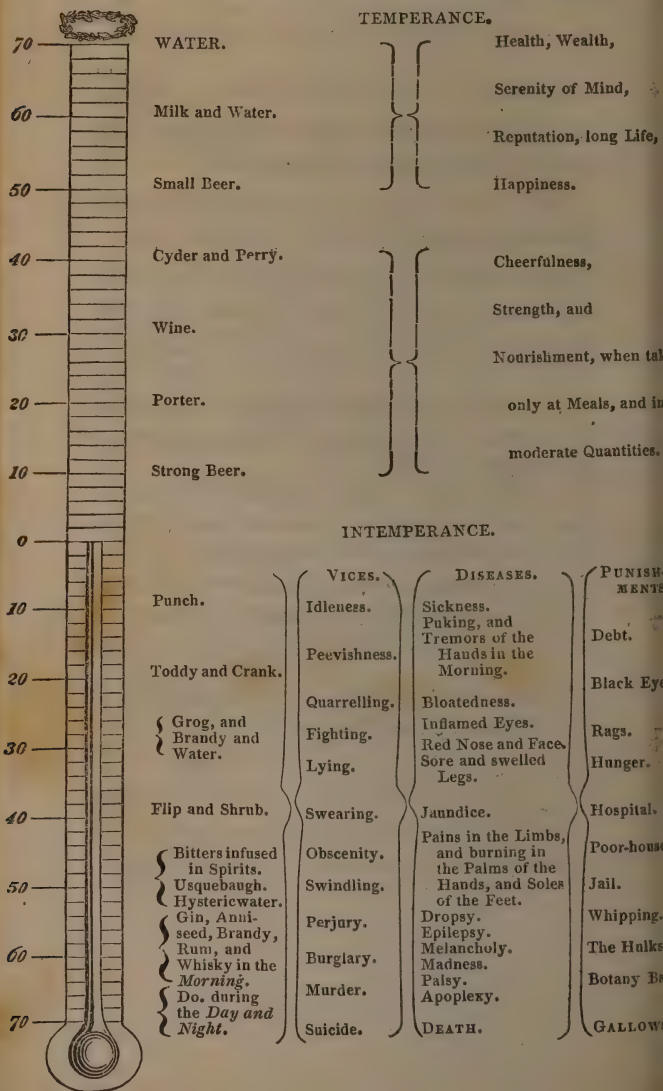 TEMPERANCE.
70 WATER. Health, Wealth,
Serenity of Mind,
60 Milk and Water.
Reputation, long Life,
50 Small Beer. Happiness.
40 Cyder and Perry. Cheerfulness,
Strength, and
30 Wine.
Nourishment, when
20 Porter. only at Meals, and
10 Strong Beer. moderate Quantities.
INTEMPERANCE.
0
10
20
30
40
50
60
70
Punch.
Toddy and Crank.
Grog, and
Brandy and
Water.
Flip and Shrub.
Bitters infused
in Spirits.
Usquebaugh.
Hystericwater.
Gin, Anni-
seed, Brandy,
Rum, and
Whisky in the
Morning.
Do. during
the Day and
Night.
VICES.
Idleness.
Peevishness.
Quarrelling.
Fighting.
Lying.
Swearing.
Obscenity.
Swindling.
Perjury.
Burglary.
Murder.
Suicide.
DISEASES.
Sickness.
Puking, and
Tremors of the
Hands in the
Morning.
Bloatedness.
Inflamed Eyes.
Red Nose and Face.
Sore and swelled
Legs.
Jaundice.
Pains in the Limbs,
and burning in
the Palms of the
Hands, and Soles
of the Feet.
Dropsy.
Epilepsy.
Melancholy.
Madness.
Palsy.
Apoplexy.
DEATH.
PUNISH-
MENTS
Debt.
Black
Rags.
Hunger.
Hospital.
Poor-house
Jail.
Whipping.
The Hulks
Botany
GALLOWS